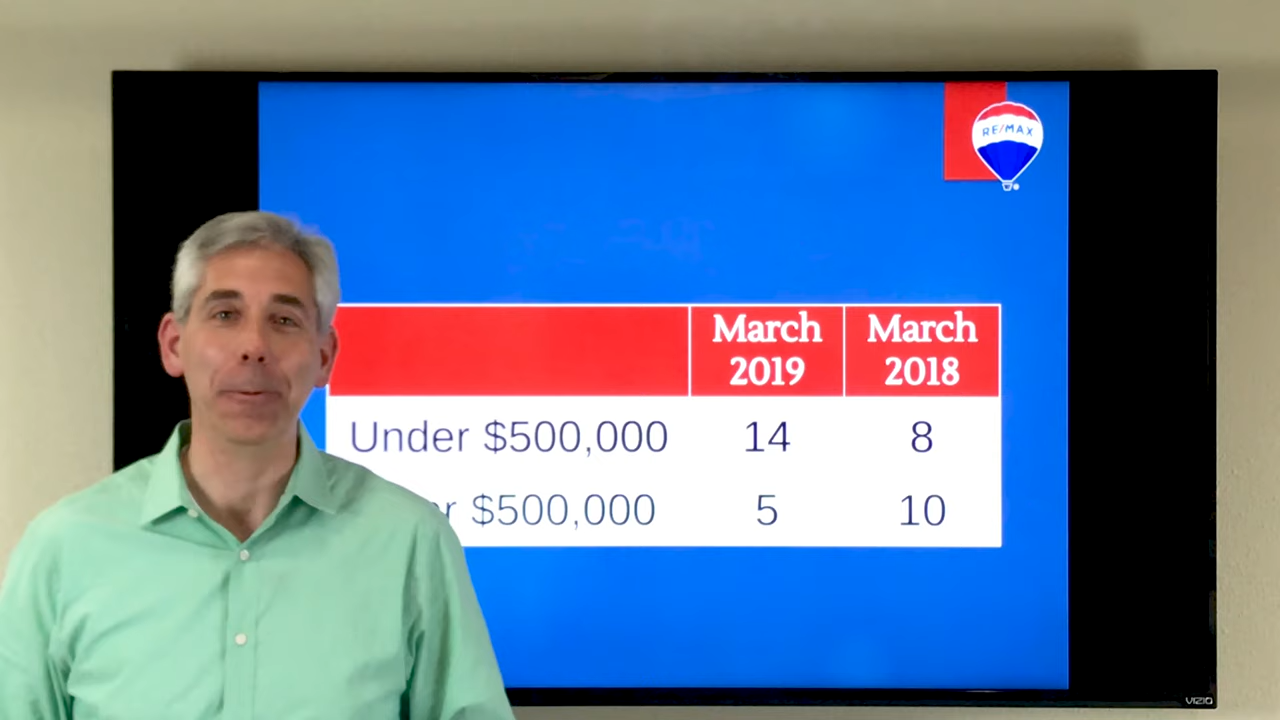 RE/MAX
March March
2019 2018
Under $500,000 14 8
$500,000 5 10
VIZIO